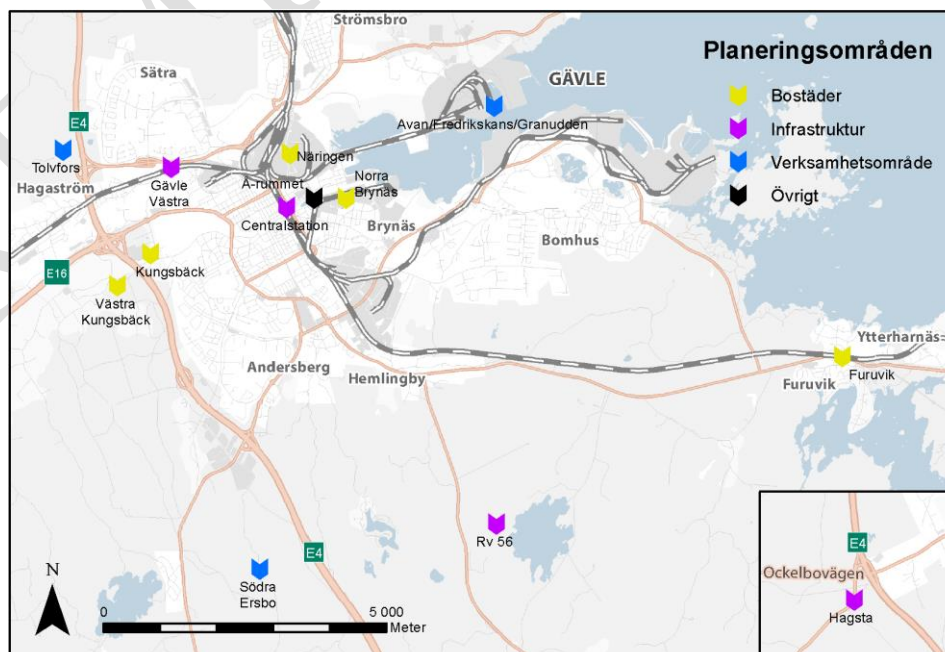 Strömsbro
Planeringsområden
Bostäder
Infrastruktur
Verksamhetsområde
Övrigt
GÄVLE
Sätra
E4
Avan/Fredrikskans/Granudden
Tolvfors
Hagaström
Gävle
Västra
Näringen
A-rummet
Norra
Brynäs
Centralstation
Brynäs
Bomhus
E16
Kungsbäck
Västra
Kungsbäck
Andersberg
Hemlingby
Ytterharnäs
Furuvik
Furuvik
Rv 56
E4
Södra
Ersbo
N
0
5 000
Meter
E4
Ockelbovägen
Hagsta